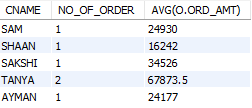 CNAME NO_OF_ORDER AVG(O.ORD_AMT)
SAM 1 24930
SHAAN 1 16242
SAKSHI 1 34526
TANYA 2 67873.5
AYMAN 1 24177